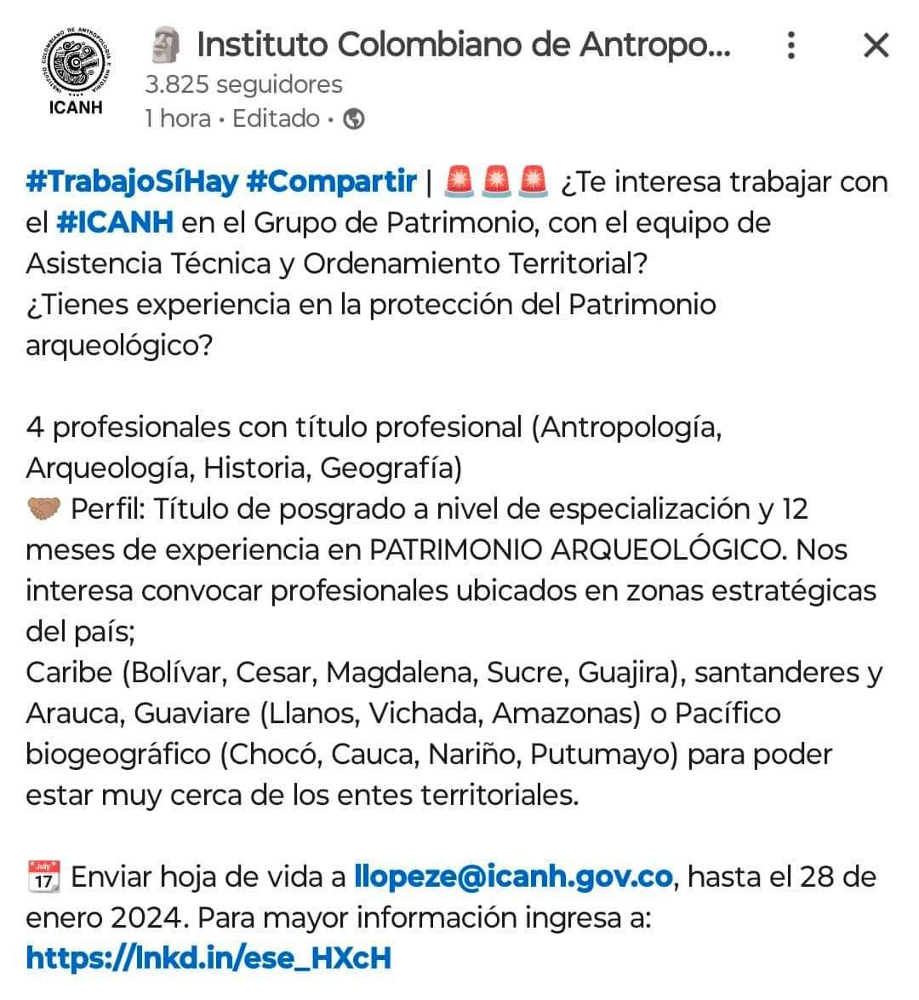 INSTITUTO COLOMBIANO DE ANTROPOLOGÍA E HISTORIA
ICANH
🗿 Instituto Colombiano de Antropo...
3.825 seguidores
1 hora • Editado •
#TrabajoSíHay #Compartir | 🚨🚨🚨 ¿Te interesa trabajar con
el #ICANH en el Grupo de Patrimonio, con el equipo de
Asistencia Técnica y Ordenamiento Territorial?
¿Tienes experiencia en la protección del Patrimonio
arqueológico?
4 profesionales con título profesional (Antropología,
Arqueología, Historia, Geografía)
🤝🏽 Perfil: Título de posgrado a nivel de especialización y 12
meses de experiencia en PATRIMONIO ARQUEOLÓGICO. Nos
interesa convocar profesionales ubicados en zonas estratégicas
del país;
Caribe (Bolívar, Cesar, Magdalena, Sucre, Guajira), santanderes y
Arauca, Guaviare (Llanos, Vichada, Amazonas) o Pacífico
biogeográfico (Chocó, Cauca, Nariño, Putumayo) para poder
estar muy cerca de los entes territoriales.
📅 Enviar hoja de vida a llopeze@icanh.gov.co, hasta el 28 de
enero 2024. Para mayor información ingresa a:
https://lnkd.in/ese_HXcH